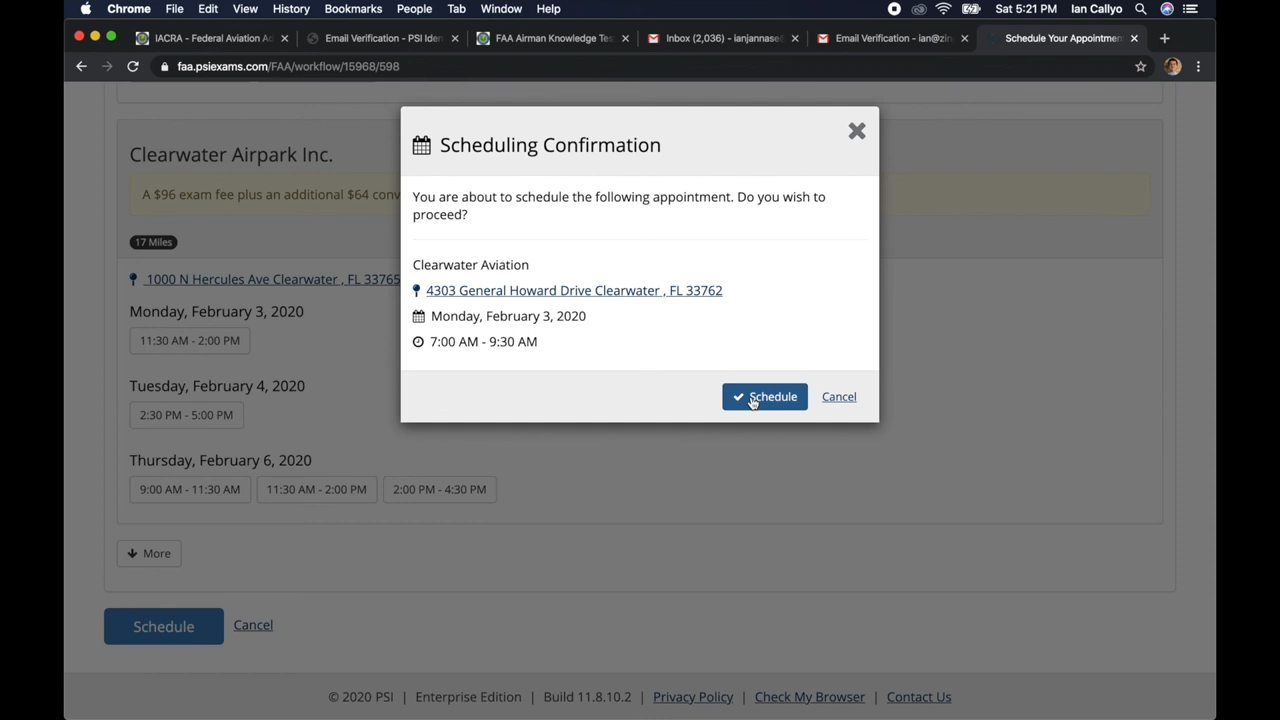 Chrome File Edit View History Bookmarks People Tab Window Help Sat 5:21 PM Ian Callyo
IACRA - Federal Aviation Ad Email Verification - PSI Iden FAA Airman Knowledge Tes Inbox (2,036) - ianjannase Email Verification - ian@zin Schedule Your Appointmen
faa.psiexams.com/FAA/workflow/15968/598
Scheduling Confirmation
You are about to schedule the following appointment. Do you wish to
proceed?
Clearwater Aviation
4303 General Howard Drive Clearwater , FL 33762
Monday, February 3, 2020
7:00 AM - 9:30 AM
Schedule Cancel
Clearwater Airpark Inc.
A $96 exam fee plus an additional $64 conv
17 Miles
1000 N Hercules Ave Clearwater , FL 33765
Monday, February 3, 2020
11:30 AM - 2:00 PM
Tuesday, February 4, 2020
2:30 PM - 5:00 PM
Thursday, February 6, 2020
9:00 AM - 11:30 AM 11:30 AM - 2:00 PM 2:00 PM - 4:30 PM
More
Schedule Cancel
© 2020 PSI | Enterprise Edition | Build 11.8.10.2 | Privacy Policy | Check My Browser | Contact Us